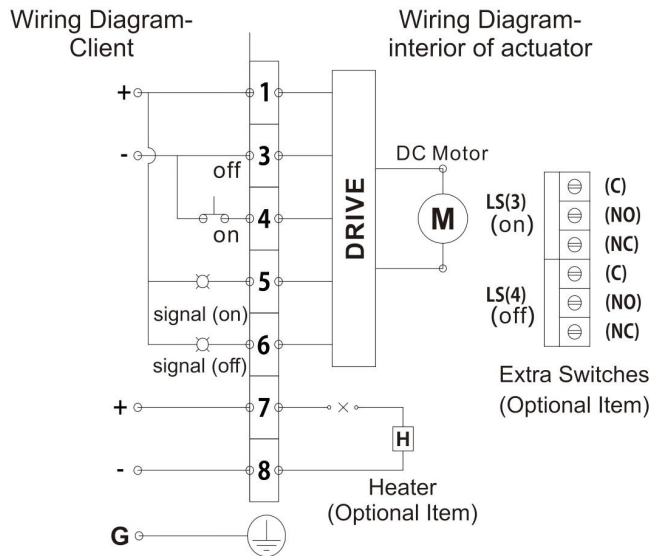 Wiring Diagram-
Client
Wiring Diagram-
interior of actuator
+
1
-
3
off
4
on
5
signal (on)
6
signal (off)
+
7
-
8
G
DRIVE
DC Motor
M
H
Heater
(Optional Item)
LS(3)
(on)
(C)
(NO)
(NC)
LS(4)
(off)
(C)
(NO)
(NC)
Extra Switches
(Optional Item)